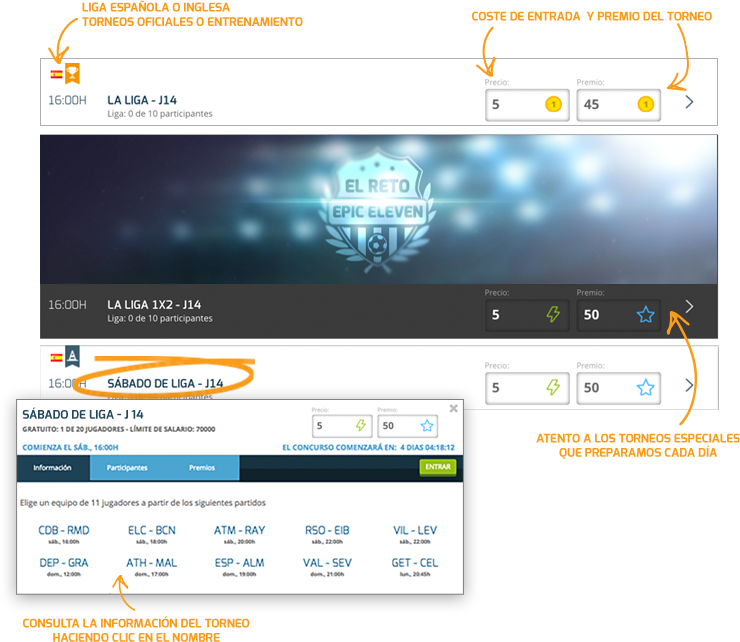 LIGA ESPAÑOLA O INGLESA
TORNEOS OFICIALES O ENTRENAMIENTO
COSTE DE ENTRADA Y PREMIO DEL TORNEO
Precio:
Premio:
16:00H
LA LIGA - J14
Liga: 0 de 10 participantes
5
1
45
1
EL RETO
EPIC ELEVEN
Precio:
Premio:
16:00H
LA LIGA 1X2 - J14
Liga: 0 de 10 participantes
5
50
Precio:
Premio:
16:00H
SÁBADO DE LIGA - J14
5
50
SÁBADO DE LIGA - J 14
GRATUITO: 1 DE 20 JUGADORES - LÍMITE DE SALARIO: 70000
Precio:
Premio:
5
50
COMIENZA EL SÁB., 16:00H
EL CONCURSO COMENZARÁ EN: 4 DIAS 04:18:12
Información
Participantes
Premios
ENTRAR
Elige un equipo de 11 jugadores a partir de los siguientes partidos
CDB - RMD
ELC - BCN
ATM - RAY
RSO - EIB
VIL - LEV
sáb., 16:00h
sáb., 18:00h
sáb., 20:00h
sáb., 22:00h
sáb., 22:00h
DEP - GRA
ATH - MAL
ESP - ALM
VAL - SEV
GET - CEL
dom., 12:00h
dom., 17:00h
dom., 19:00h
dom., 21:00h
lun., 20:45h
ATENTO A LOS TORNEOS ESPECIALES
QUE PREPARAMOS CADA DÍA
CONSULTA LA INFORMACIÓN DEL TORNEO
HACIENDO CLIC EN EL NOMBRE